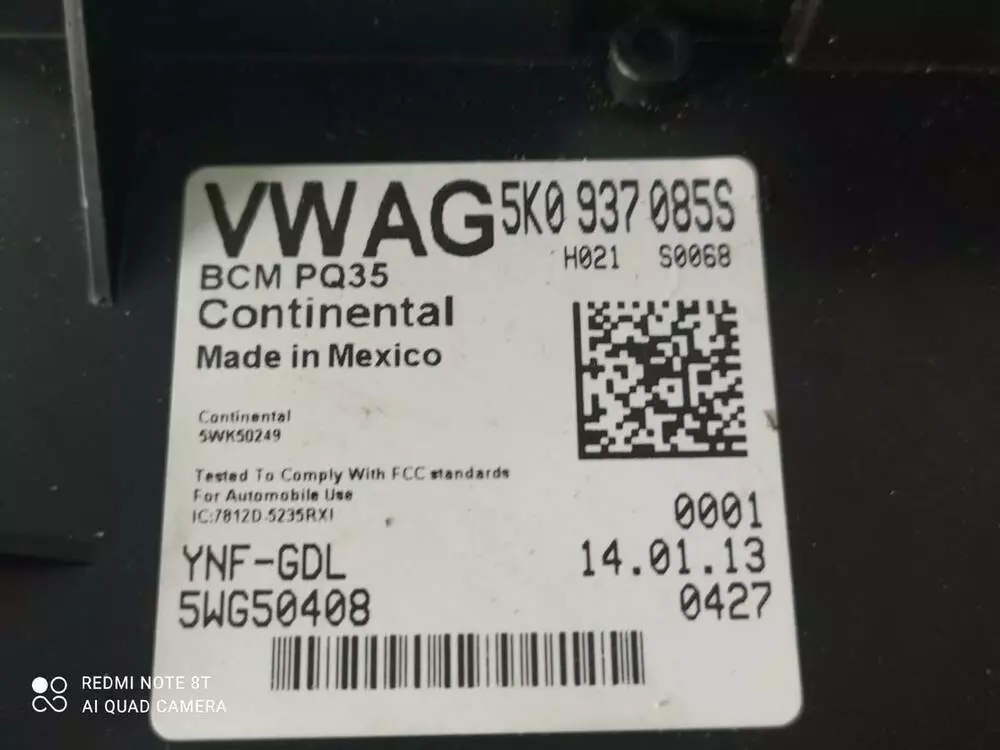 VWAG 5K0 937 085S
H021 S0068
BCM PQ35
Continental
Made in Mexico
Continental
5WK50249
Tested To Comply With FCC standards
For Automobile Use
IC:7812D-5235RXI
0001
YNF-GDL 14.01.13
5WG50408 0427
REDMI NOTE 8T
AI QUAD CAMERA